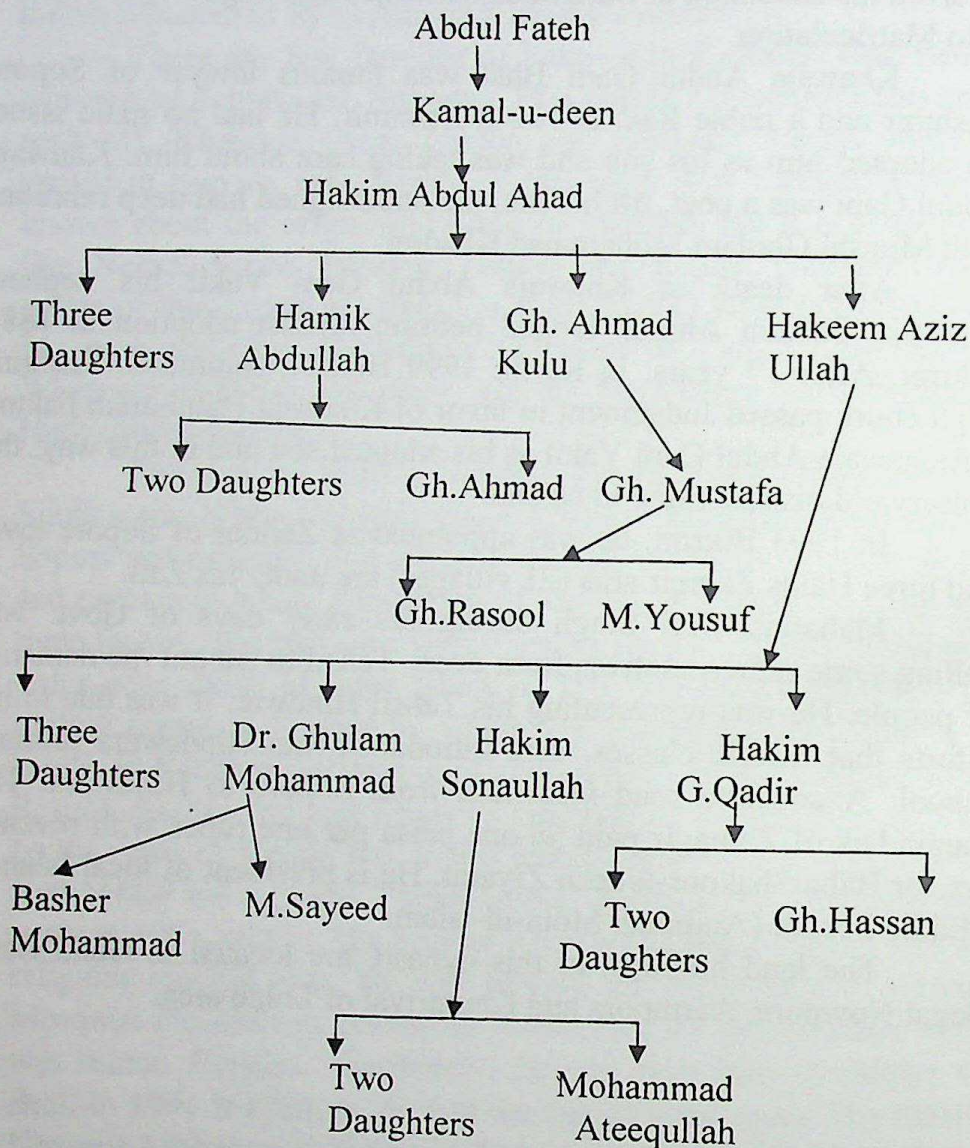 Abdul Fateh
Kamal-u-deen
Hakim Abdul Ahad
Three
Daughters
Hamik
Abdullah
Gh. Ahmad
Kulu
Hakeem Aziz
Ullah
Two Daughters
Gh.Ahmad
Gh. Mustafa
Gh.Rasool
M.Yousuf
Three
Daughters
Dr. Ghulam
Mohammad
Hakim
Sonaullah
Hakim
G.Qadir
Basher
Mohammad
M.Sayeed
Two
Daughters
Gh.Hassan
Two
Daughters
Mohammad
Ateequllah